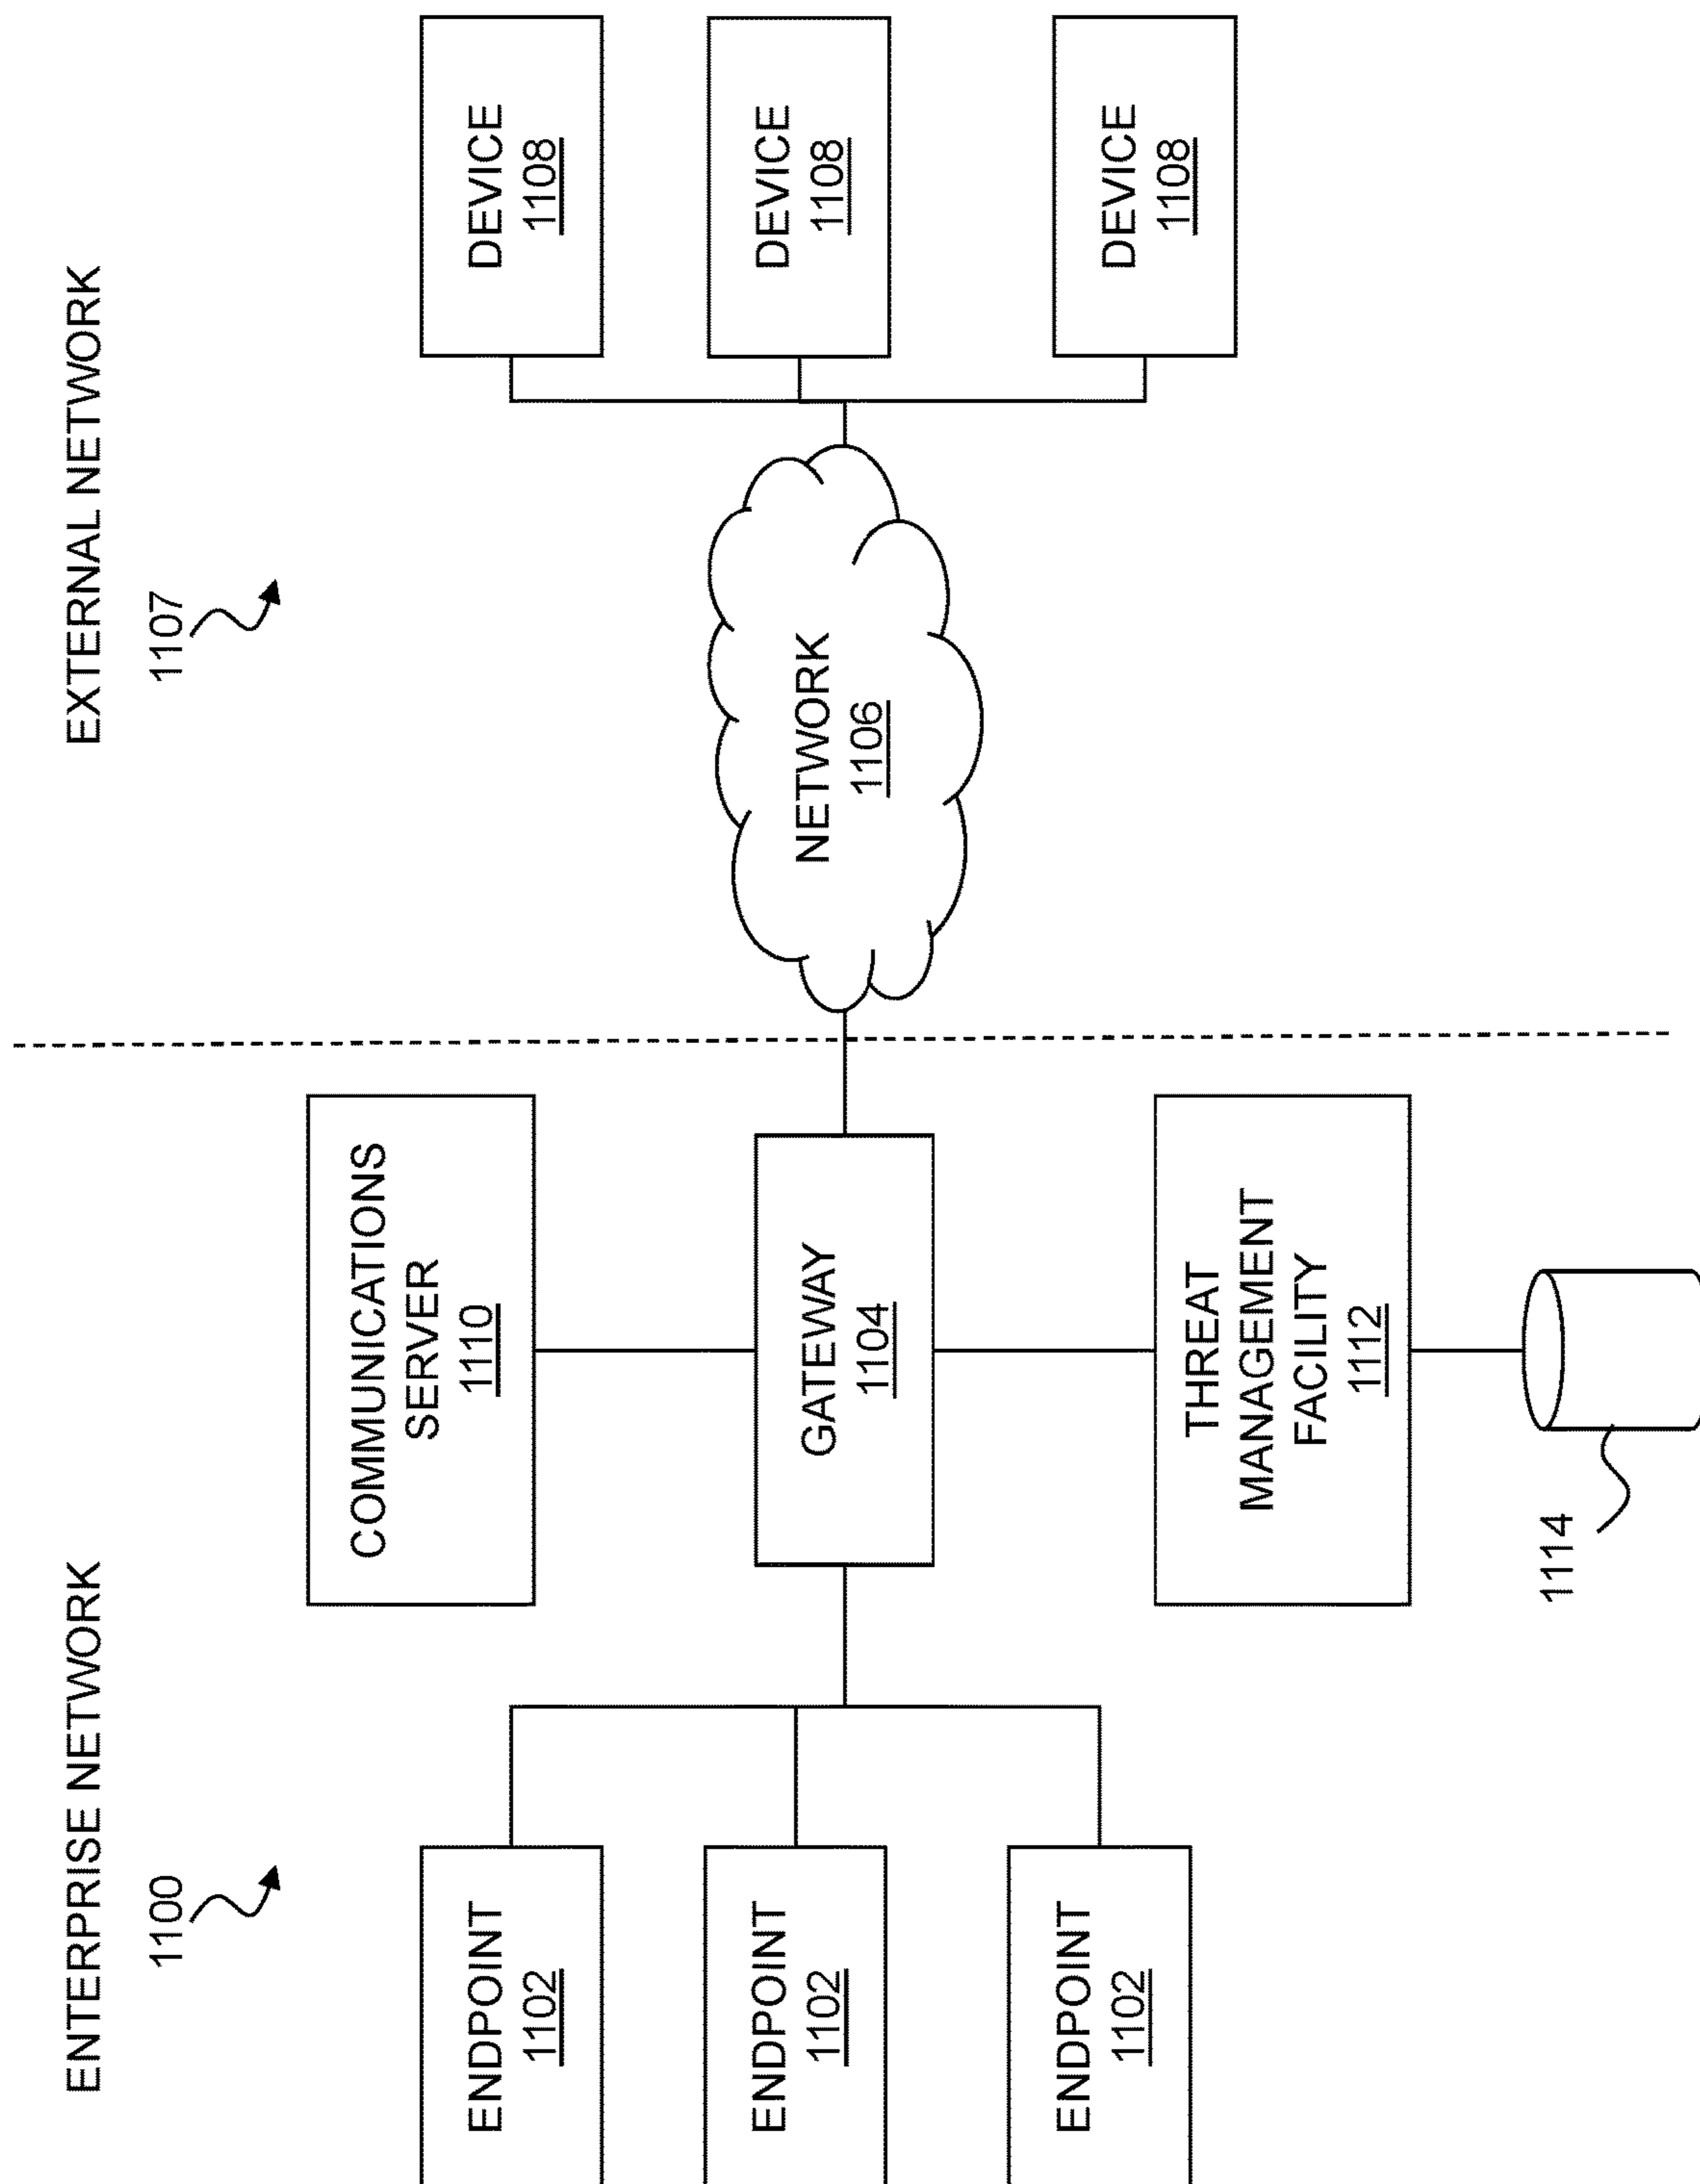 ENTERPRISE NETWORK
1100
EXTERNAL NETWORK
1107
ENDPOINT
1102
ENDPOINT
1102
ENDPOINT
1102
COMMUNICATIONS
SERVER
1110
GATEWAY
1104
THREAT
MANAGEMENT
FACILITY
1112
1114
NETWORK
1106
DEVICE
1108
DEVICE
1108
DEVICE
1108